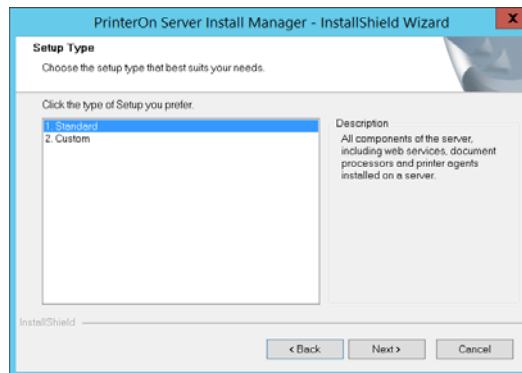 PrinterOn Server Install Manager - InstallShield Wizard
X
Setup Type
Choose the setup type that best suits your needs.
Click the type of Setup you prefer.
1. Standard
2. Custom
Description
All components of the server,
including web services, document
processors and printer agents
installed on a server.
InstallShield
< Back
Next >
Cancel